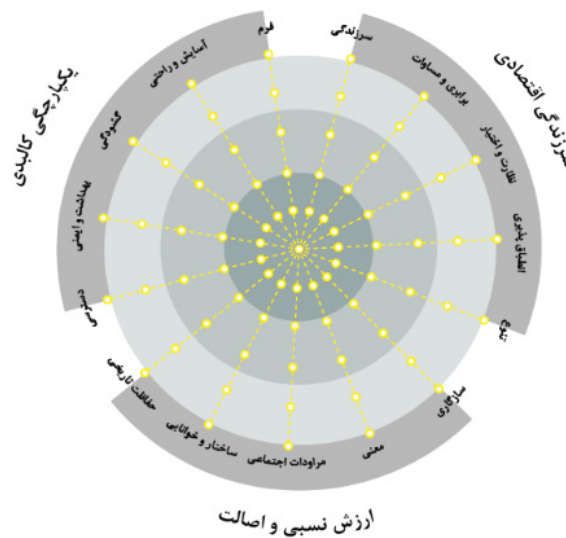 یکپارچگی کالبدی
فرم
آسایش و راحتی
گشودگی
بهداشت و ایمنی
دسترسی
سرزندگی اقتصادی
سرزندگی
برابری و مساوات
نظارت و اختیار
انطباق پذیری
تنوع
ارزش نسبی و اصالت
سازگاری
معنی
مراودات اجتماعی
ساختار و خوانایی
حفاظت تاریخی